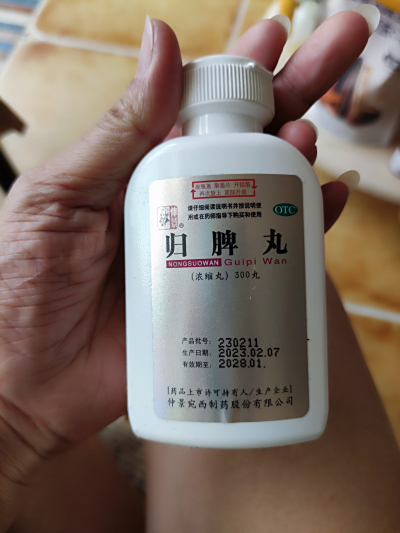 请仔细阅读说明书并按说明使
用或在药师指导下购买和使用
OTC
归脾丸
NONGSUOWAN Guipi Wan
(浓缩丸) 300丸
产品批号: 230211
生产日期: 2023.02.07
有效期至: 2028.01.
[药品上市许可持有人/生产企业]
仲景宛西制药股份有限公司